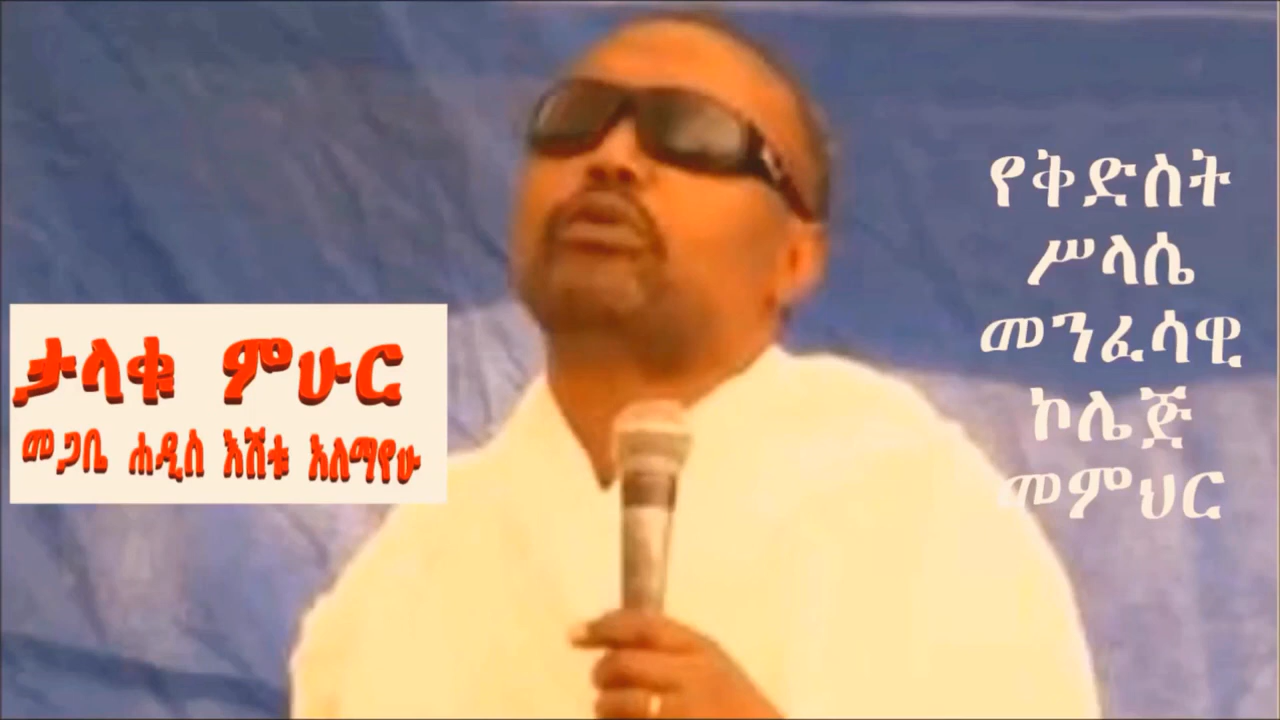 ታላቁ ምሁር
መጋቤ ሐዲስ እሸቱ አለማየሁ
የቅድስት
ሥላሴ
መንፈሳዊ
ኮሌጅ
መምህር